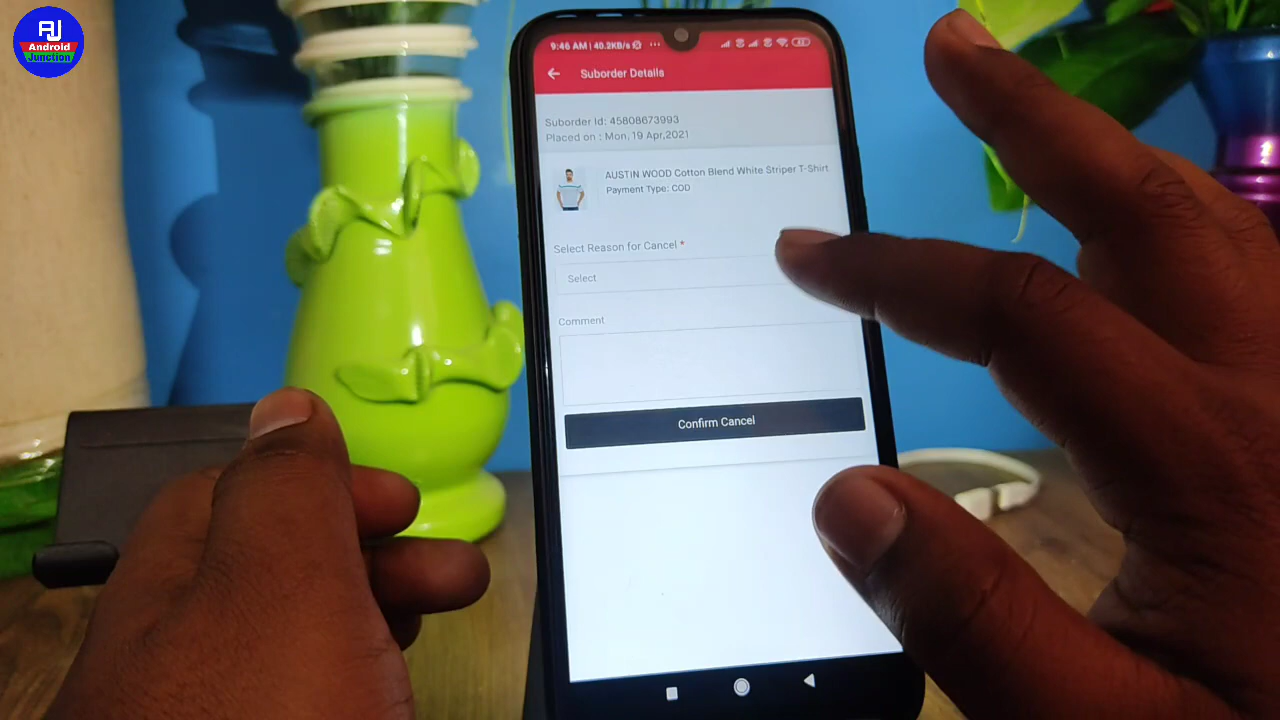 AJ
Android
Junction
9:46 AM | 40.2KB/s
Suborder Details
Suborder Id: 45808673993
Placed on : Mon, 19 Apr,2021
AUSTIN WOOD Cotton Blend White Striper T-Shirt
Payment Type: COD
Select Reason for Cancel *
Select
Comment
Confirm Cancel